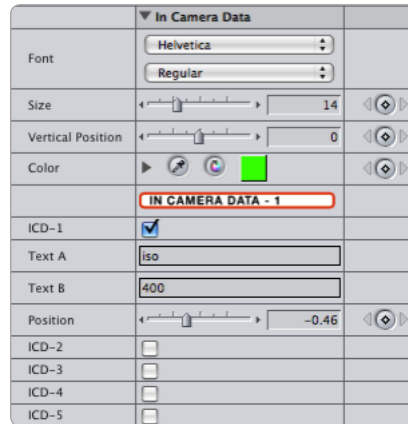 In Camera Data
Font
Helvetica
Regular
Size 14
Vertical Position 0
Color
IN CAMERA DATA - 1
ICD-1
Text A iso
Text B 400
Position -0.46
ICD-2
ICD-3
ICD-4
ICD-5